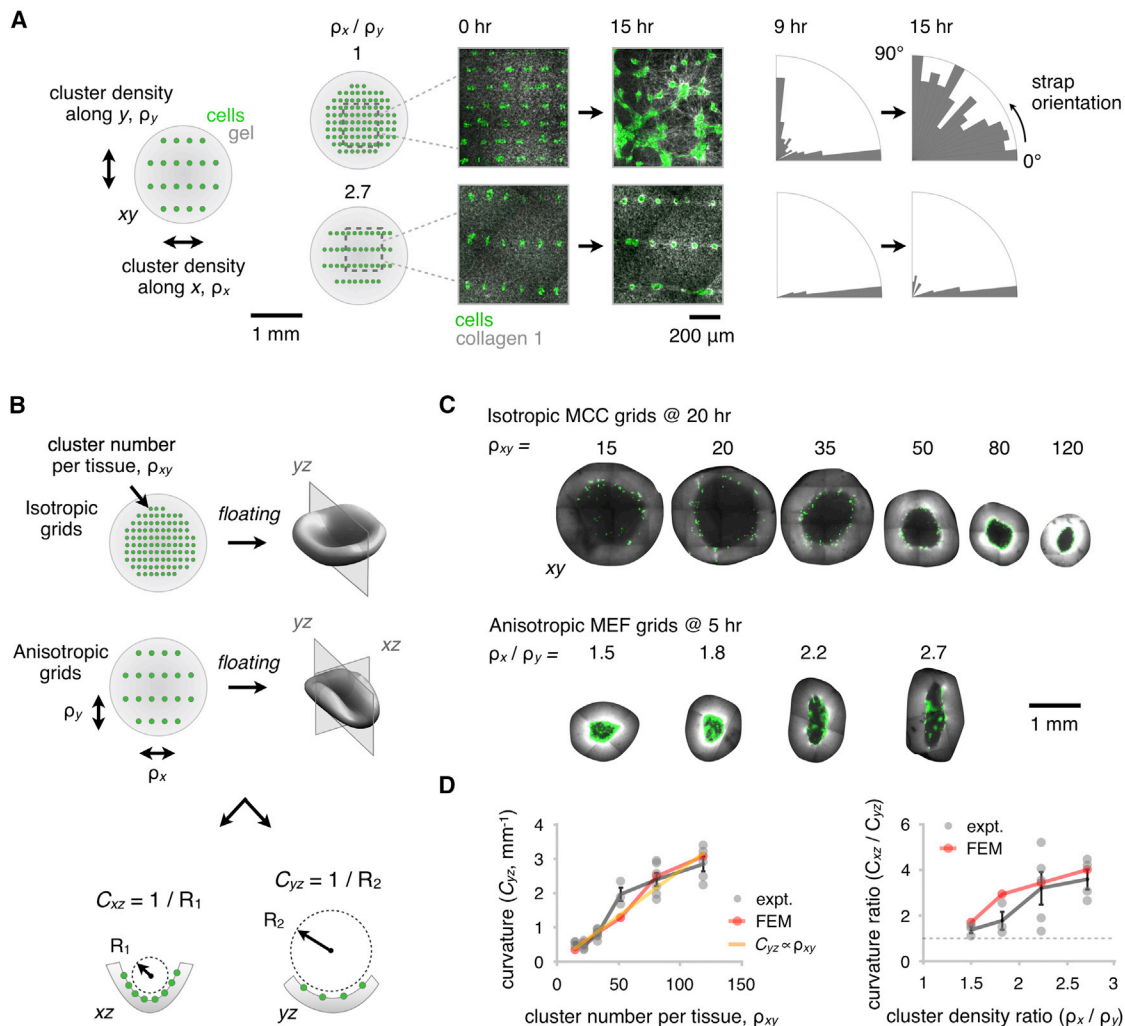 A
cluster density
along y, ρy
cells
gel
xy
cluster density
along x, ρx
1 mm
ρx / ρy
1
2.7
0 hr
15 hr
cells
collagen 1
200 µm
9 hr
15 hr
90°
strap
orientation
0°
B
cluster number
per tissue, ρxy
Isotropic
grids
floating
yz
Anisotropic
grids
ρy
ρx
floating
yz
xz
Cxz = 1 / R1
R1
xz
Cyz = 1 / R2
R2
yz
C
Isotropic MCC grids @ 20 hr
ρxy = 15 20 35 50 80 120
xy
Anisotropic MEF grids @ 5 hr
ρx / ρy = 1.5 1.8 2.2 2.7
1 mm
D
curvature (Cyz, mm-1)
4
3
2
1
0
0 50 100 150
cluster number per tissue, ρxy
expt.
FEM
Cyz ∝ ρxy
curvature ratio (Cxz / Cyz)
6
4
2
0
1 1.5 2 2.5 3
cluster density ratio (ρx / ρy)
expt.
FEM